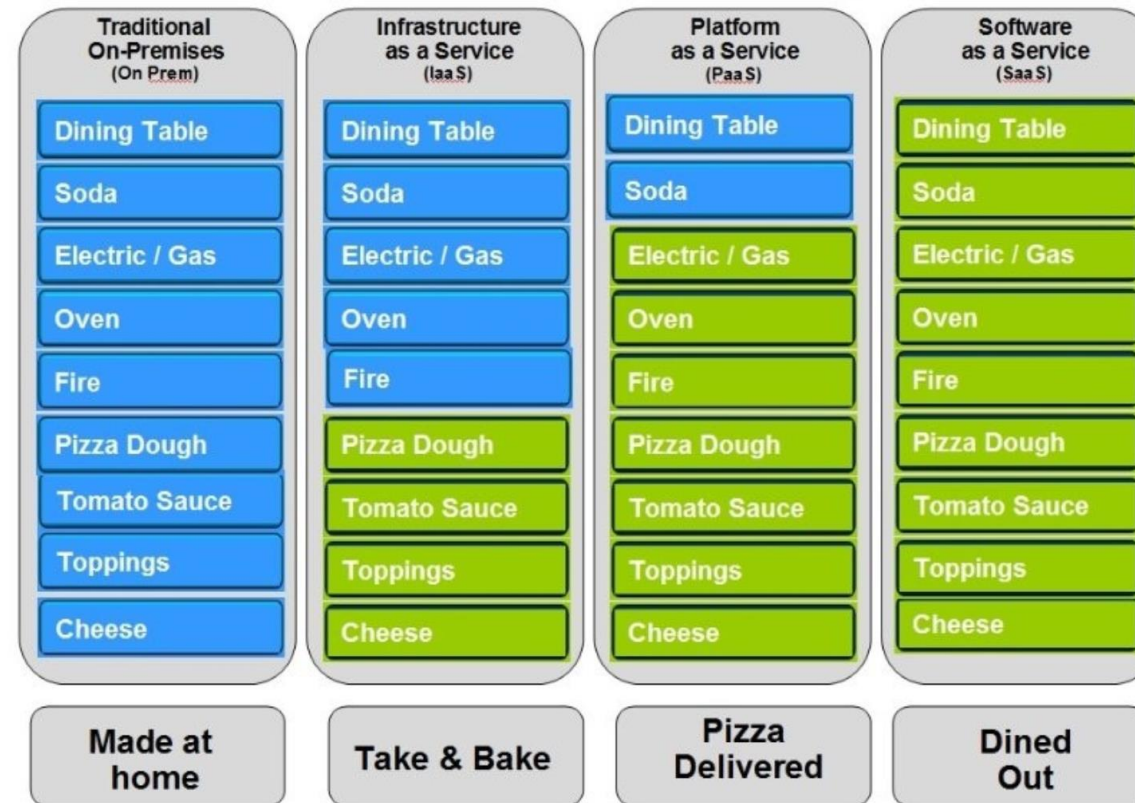 Traditional
On-Premises
(On Prem)
Dining Table
Soda
Electric / Gas
Oven
Fire
Pizza Dough
Tomato Sauce
Toppings
Cheese
Made at
home
Infrastructure
as a Service
(IaaS)
Dining Table
Soda
Electric / Gas
Oven
Fire
Pizza Dough
Tomato Sauce
Toppings
Cheese
Take & Bake
Platform
as a Service
(PaaS)
Dining Table
Soda
Electric / Gas
Oven
Fire
Pizza Dough
Tomato Sauce
Toppings
Cheese
Pizza
Delivered
Software
as a Service
(SaaS)
Dining Table
Soda
Electric / Gas
Oven
Fire
Pizza Dough
Tomato Sauce
Toppings
Cheese
Dined
Out